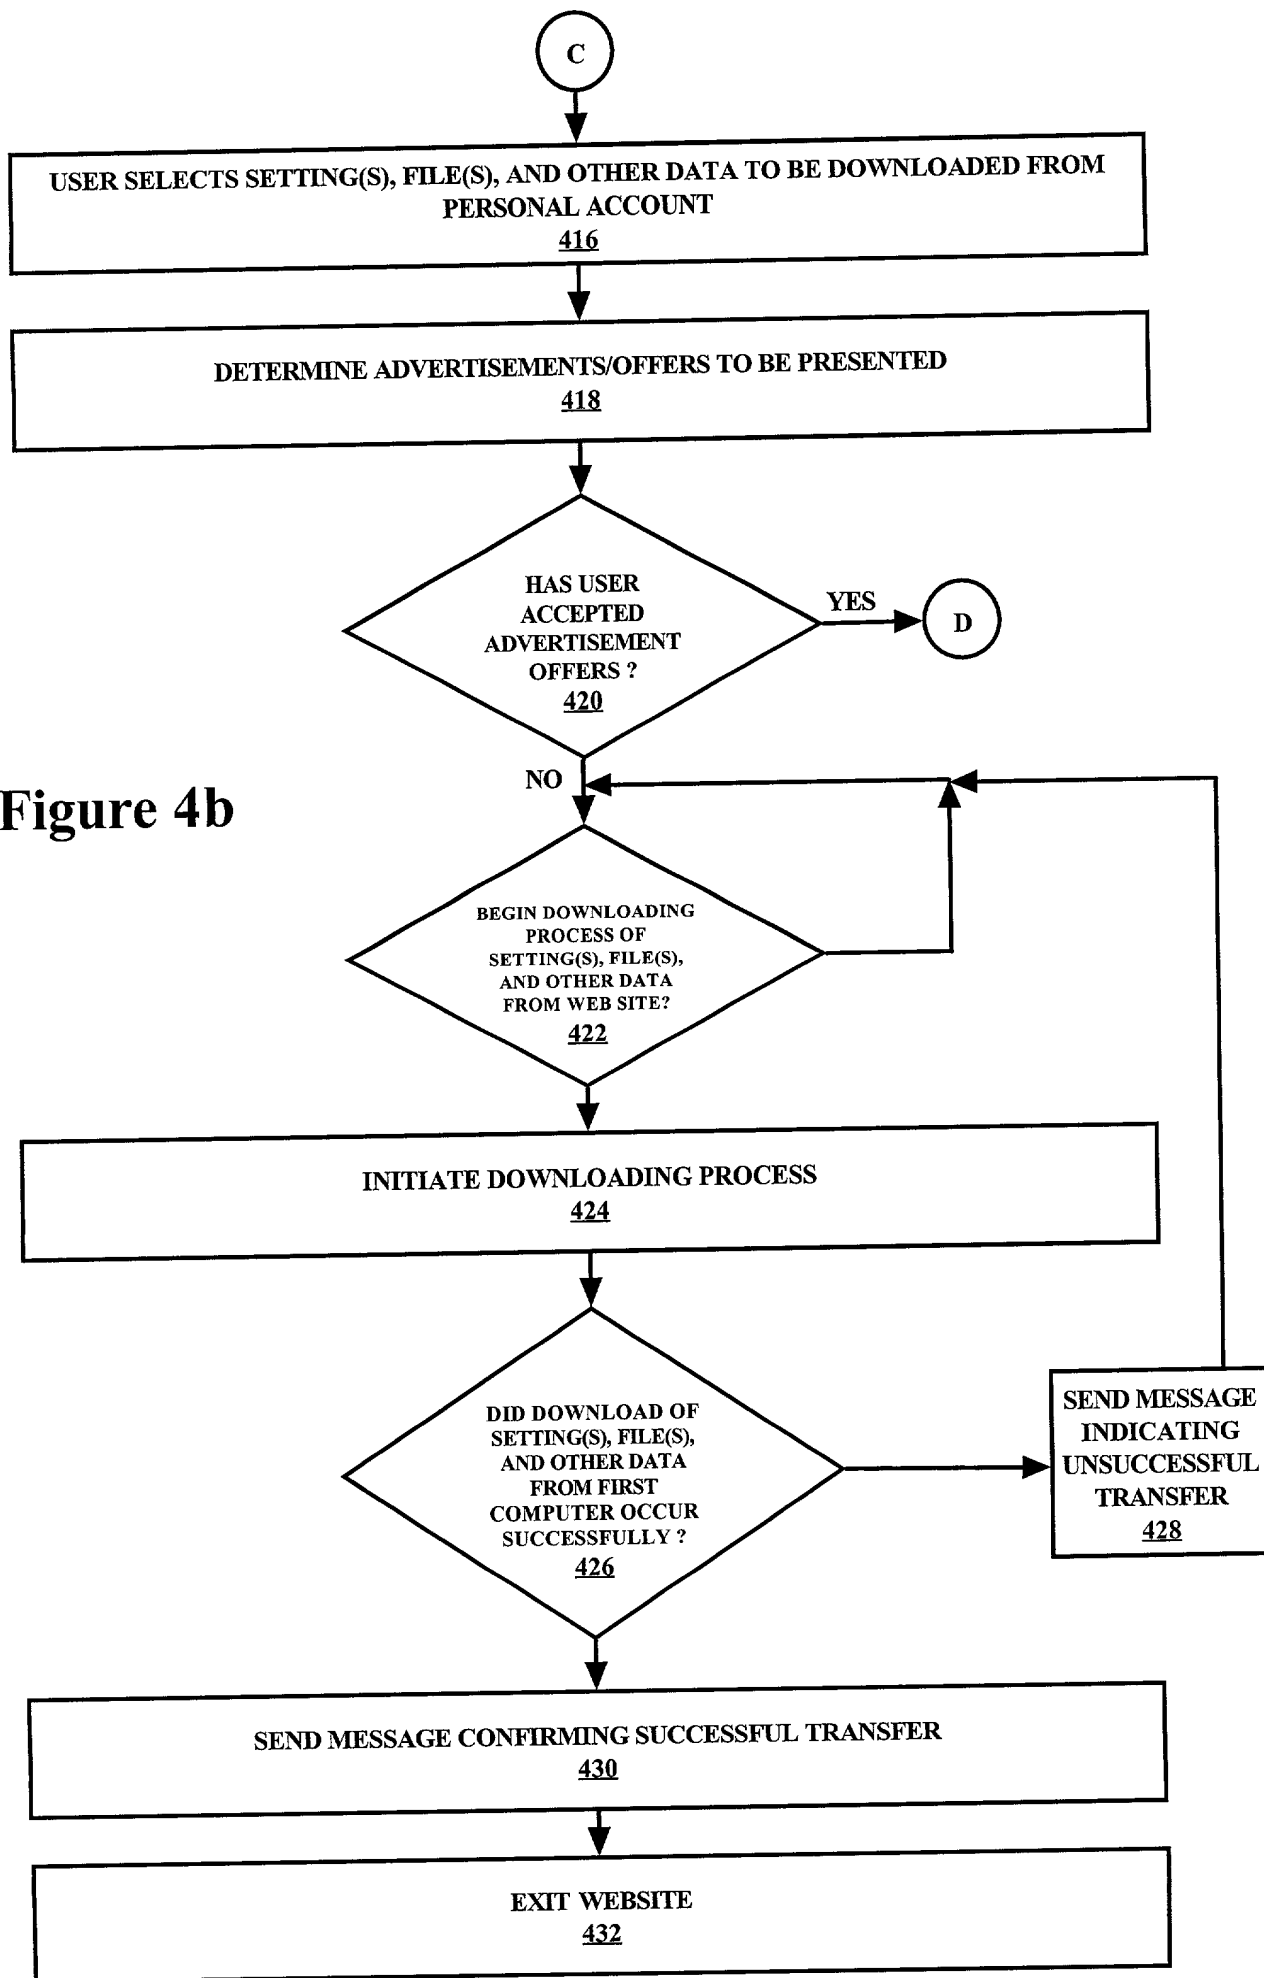 C
USER SELECTS SETTING(S), FILE(S), AND OTHER DATA TO BE DOWNLOADED FROM
PERSONAL ACCOUNT
416
DETERMINE ADVERTISEMENTS/OFFERS TO BE PRESENTED
418
HAS USER
ACCEPTED
ADVERTISEMENT
OFFERS ?
420
YES
D
NO
Figure 4b
BEGIN DOWNLOADING
PROCESS OF
SETTING(S), FILE(S),
AND OTHER DATA
FROM WEB SITE?
422
INITIATE DOWNLOADING PROCESS
424
DID DOWNLOAD OF
SETTING(S), FILE(S),
AND OTHER DATA
FROM FIRST
COMPUTER OCCUR
SUCCESSFULLY ?
426
SEND MESSAGE
INDICATING
UNSUCCESSFUL
TRANSFER
428
SEND MESSAGE CONFIRMING SUCCESSFUL TRANSFER
430
EXIT WEBSITE
432